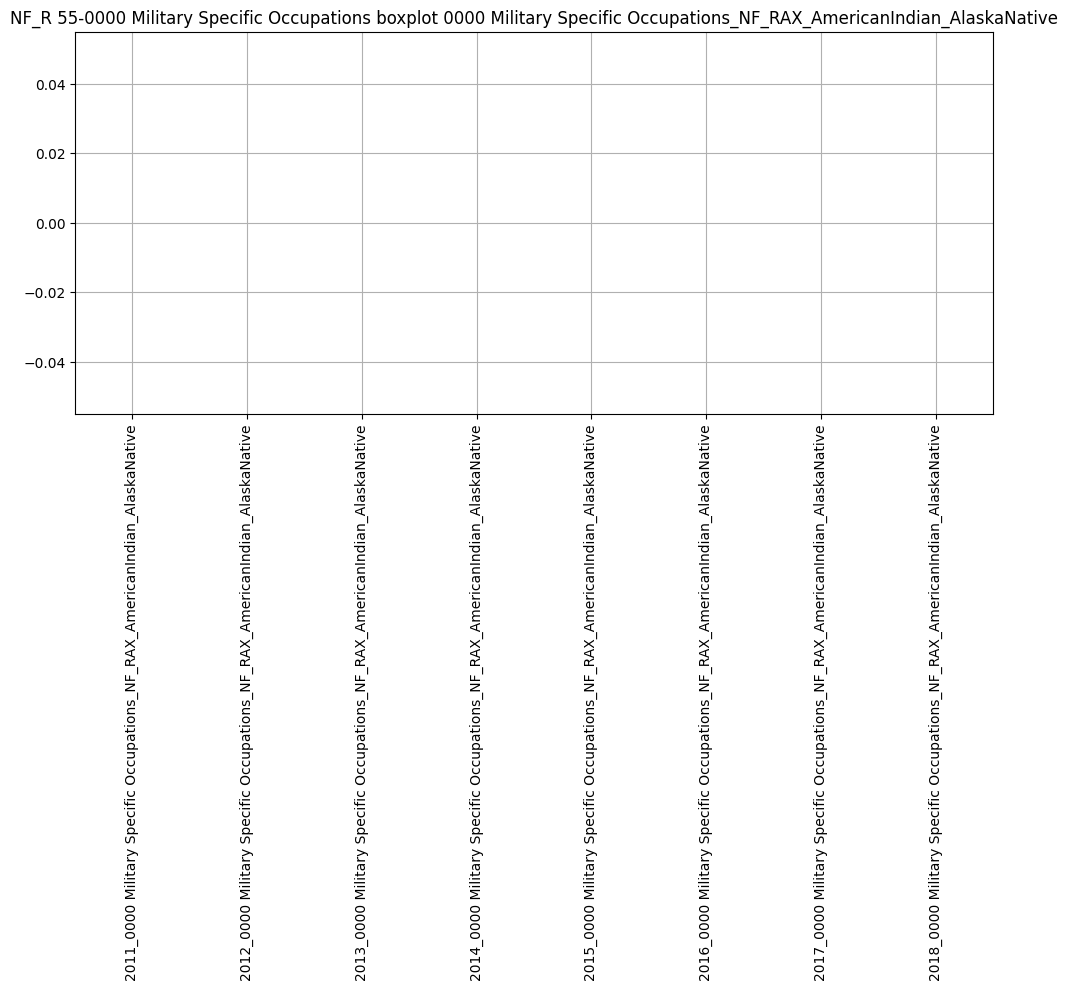 NF_R 55-0000 Military Specific Occupations boxplot 0000 Military Specific Occupations_NF_RAX_AmericanIndian_AlaskaNative
0.04
0.02
0.00
−0.02
−0.04
2011_0000 Military Specific Occupations_NF_RAX_AmericanIndian_AlaskaNative
2012_0000 Military Specific Occupations_NF_RAX_AmericanIndian_AlaskaNative
2013_0000 Military Specific Occupations_NF_RAX_AmericanIndian_AlaskaNative
2014_0000 Military Specific Occupations_NF_RAX_AmericanIndian_AlaskaNative
2015_0000 Military Specific Occupations_NF_RAX_AmericanIndian_AlaskaNative
2016_0000 Military Specific Occupations_NF_RAX_AmericanIndian_AlaskaNative
2017_0000 Military Specific Occupations_NF_RAX_AmericanIndian_AlaskaNative
2018_0000 Military Specific Occupations_NF_RAX_AmericanIndian_AlaskaNative